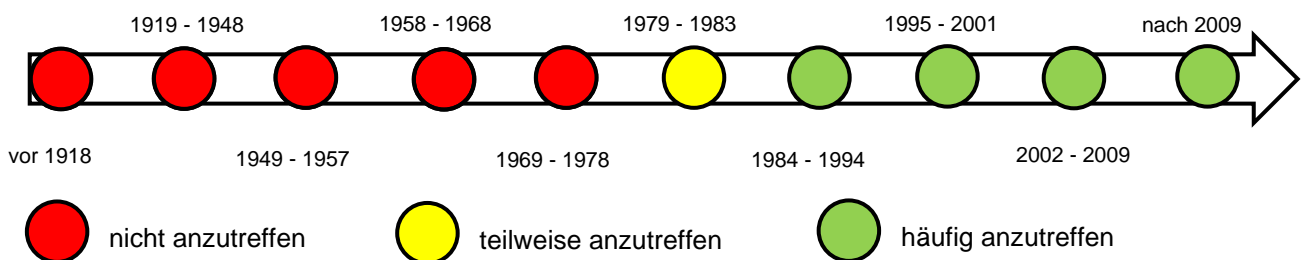 1919 - 1948 1958 - 1968 1979 - 1983 1995 - 2001 nach 2009
vor 1918 1949 - 1957 1969 - 1978 1984 - 1994 2002 - 2009
nicht anzutreffen teilweise anzutreffen häufig anzutreffen